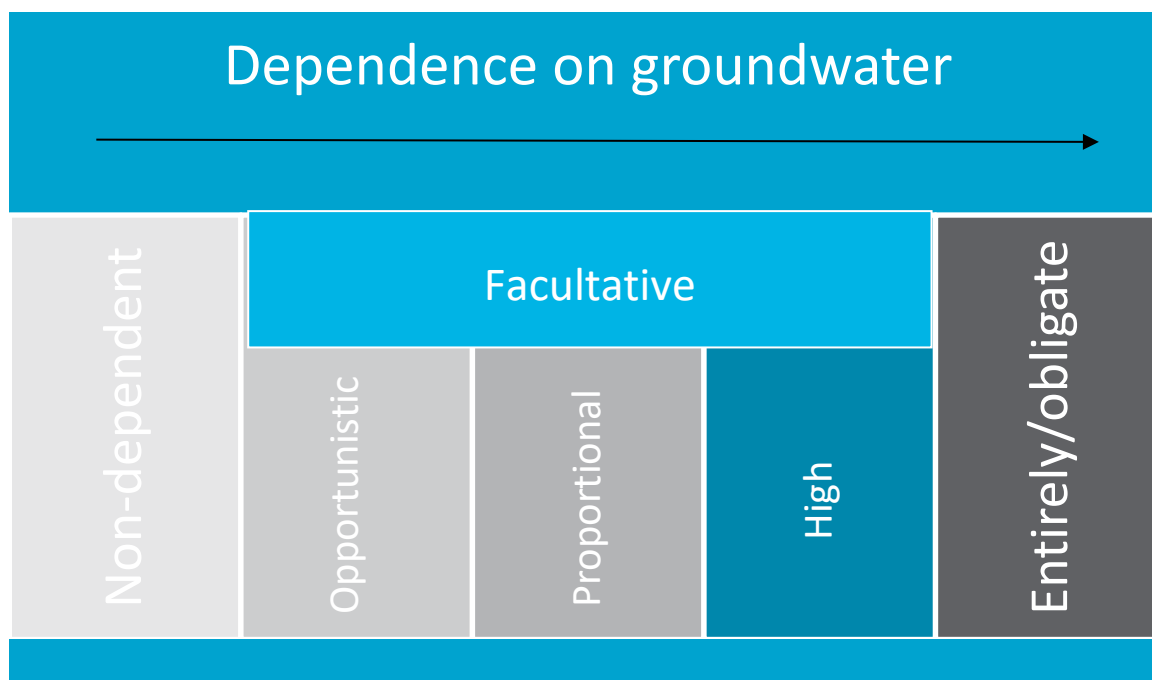 Dependence on groundwater
Non-dependent
Facultative
Opportunistic
Proportional
High
Entirely/obligate